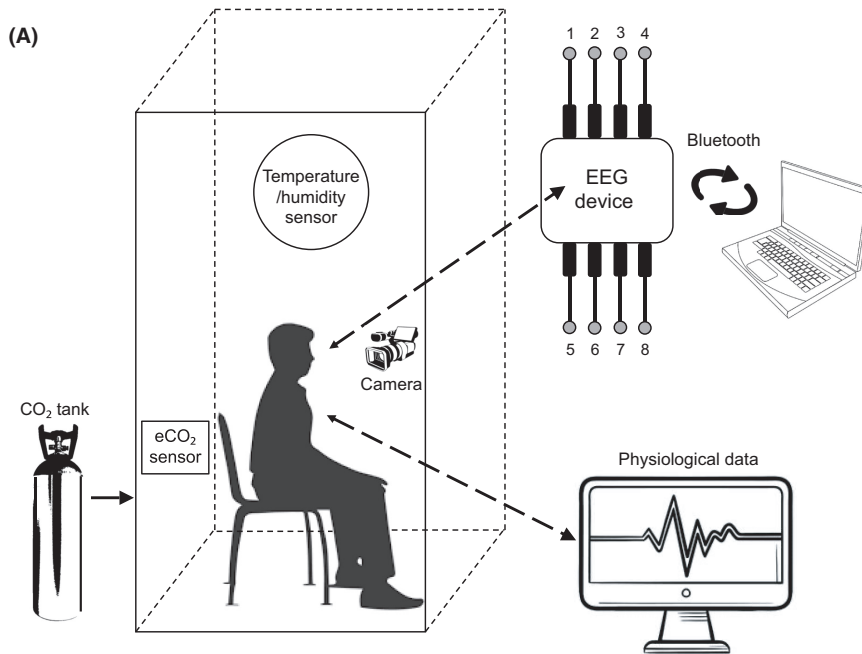 (A)
1 2 3 4
Bluetooth
EEG
device
Temperature
/humidity
sensor
5 6 7 8
Camera
CO₂ tank
eCO₂
sensor
Physiological data